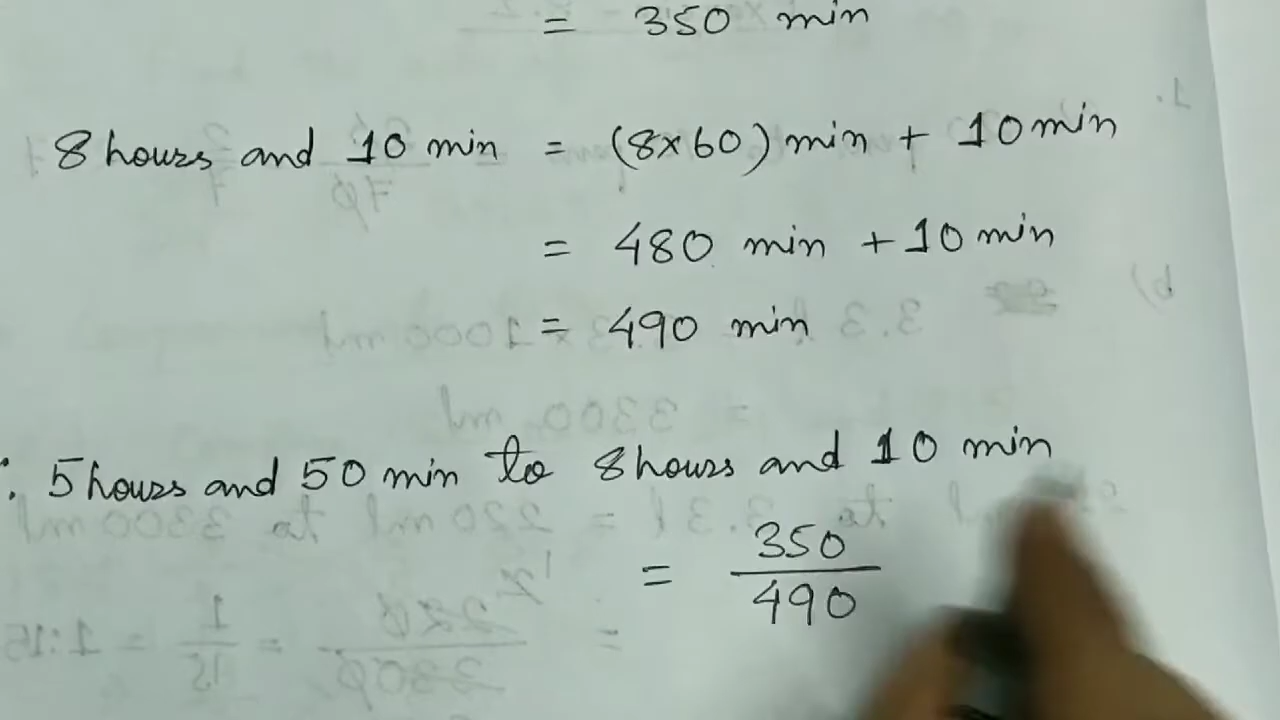 = 350 min
8 hours and 10 min = (8×60) min + 10 min
= 480 min + 10 min
= 490 min
∴ 5 hours and 50 min to 8 hours and 10 min
= 350
490